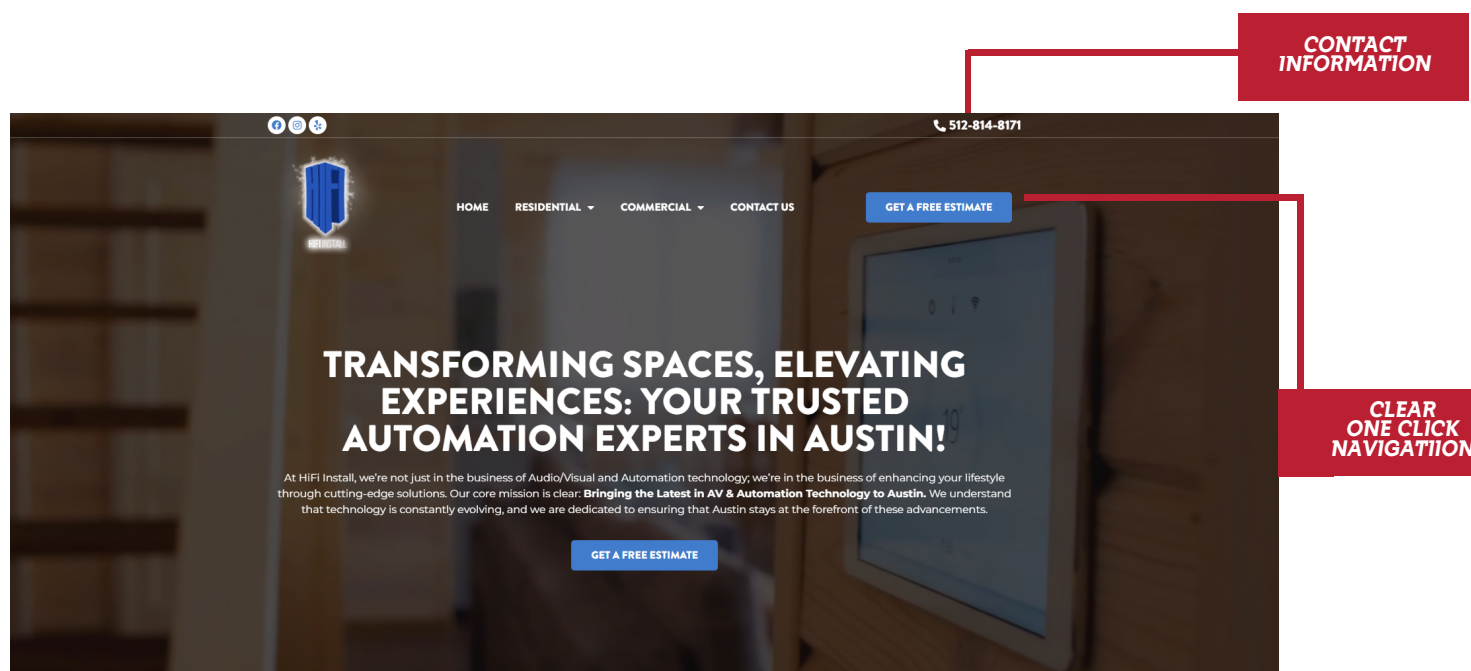 CONTACT
INFORMATION
512-814-8171
HiFi
HIFI INSTALL
HOME RESIDENTIAL COMMERCIAL CONTACT US GET A FREE ESTIMATE
TRANSFORMING SPACES, ELEVATING
EXPERIENCES: YOUR TRUSTED
AUTOMATION EXPERTS IN AUSTIN!
19°
At HiFi Install, we're not just in the business of Audio/Visual and Automation technology; we're in the business of enhancing your lifestyle
through cutting-edge solutions. Our core mission is clear: Bringing the Latest in AV & Automation Technology to Austin. We understand
that technology is constantly evolving, and we are dedicated to ensuring that Austin stays at the forefront of these advancements.
GET A FREE ESTIMATE
CLEAR
ONE CLICK
NAVIGATIION